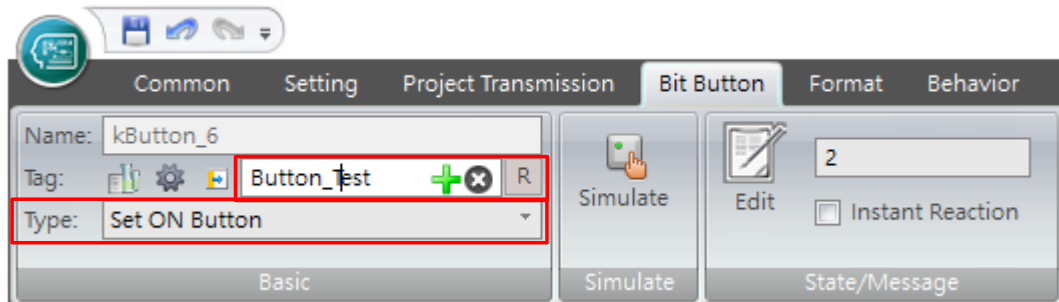 Common Setting Project Transmission Bit Button Format Behavior
Name: kButton_6
Tag: Button_Test R
Type: Set ON Button
Basic
Simulate
Simulate
Edit
2
Instant Reaction
State/Message